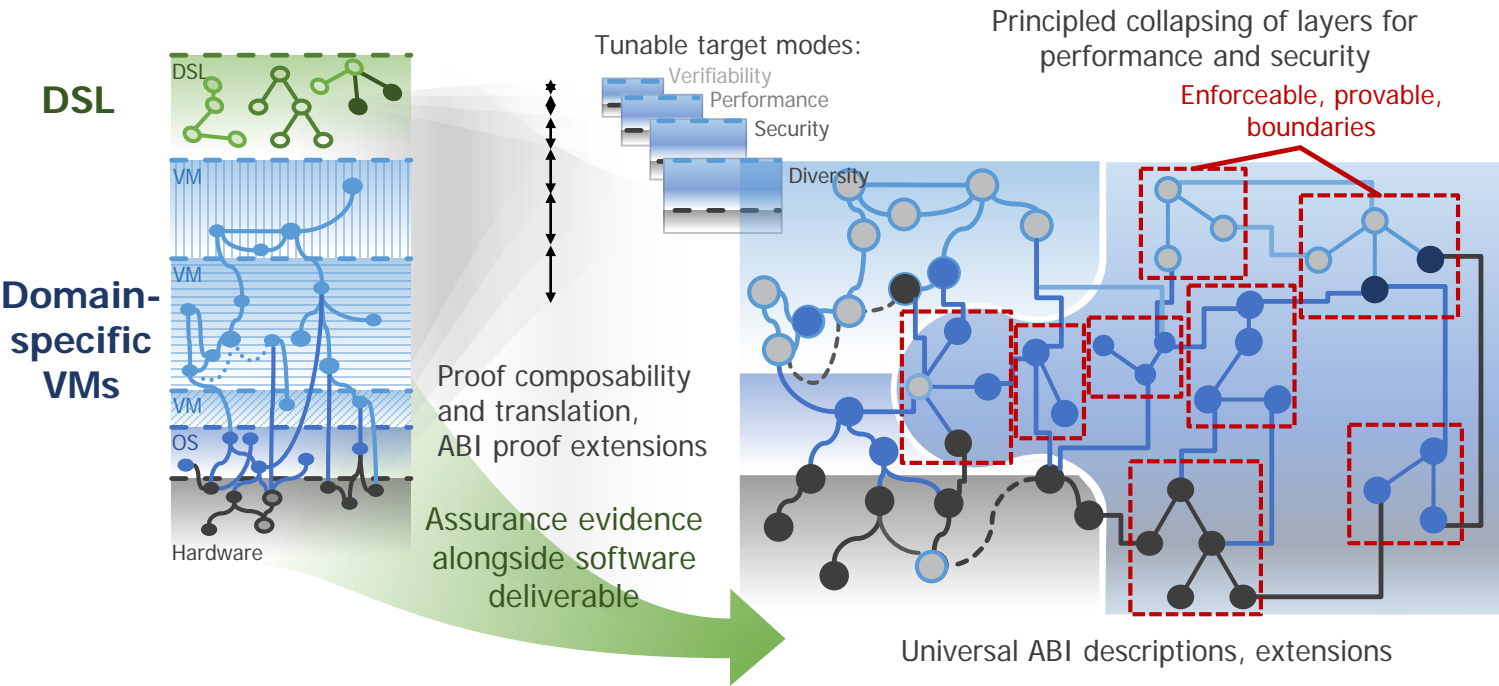 DSL
Domain-
specific
VMs
DSL
VM
VM
VM
OS
Hardware
Tunable target modes:
Verifiability
Performance
Security
Diversity
Proof composability
and translation,
ABI proof extensions
Assurance evidence
alongside software
deliverable
Principled collapsing of layers for
performance and security
Enforceable, provable,
boundaries
Universal ABI descriptions, extensions